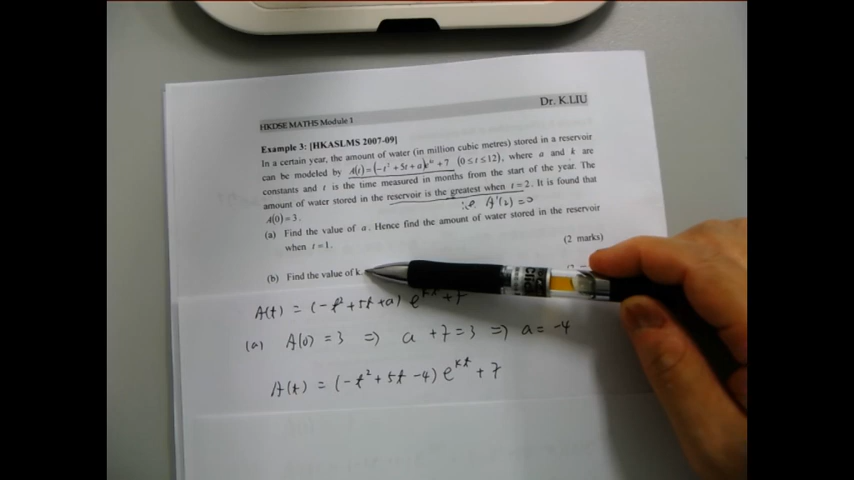 Dr. K.LIU
HKDSE MATHS Module 1
Example 3: [HKASLMS 2007-09]
In a certain year, the amount of water (in million cubic metres) stored in a reservoir
can be modeled by A(t)=(−t²+5t+a)e^{kt}+7 (0≤t≤12), where a and k are
constants and t is the time measured in months from the start of the year. The
amount of water stored in the reservoir is the greatest when t=2. It is found that
i.e. A'(2)=0
A(0)=3.
(a) Find the value of a. Hence find the amount of water stored in the reservoir
when t=1.
(2 marks)
(b) Find the value of k.
A(t) = (−t²+5t+a) e^{kt}+7
(a) A(0) = 3 ⇒ a+7=3 ⇒ a=−4
A(t) = (−t²+5t−4) e^{kt}+7